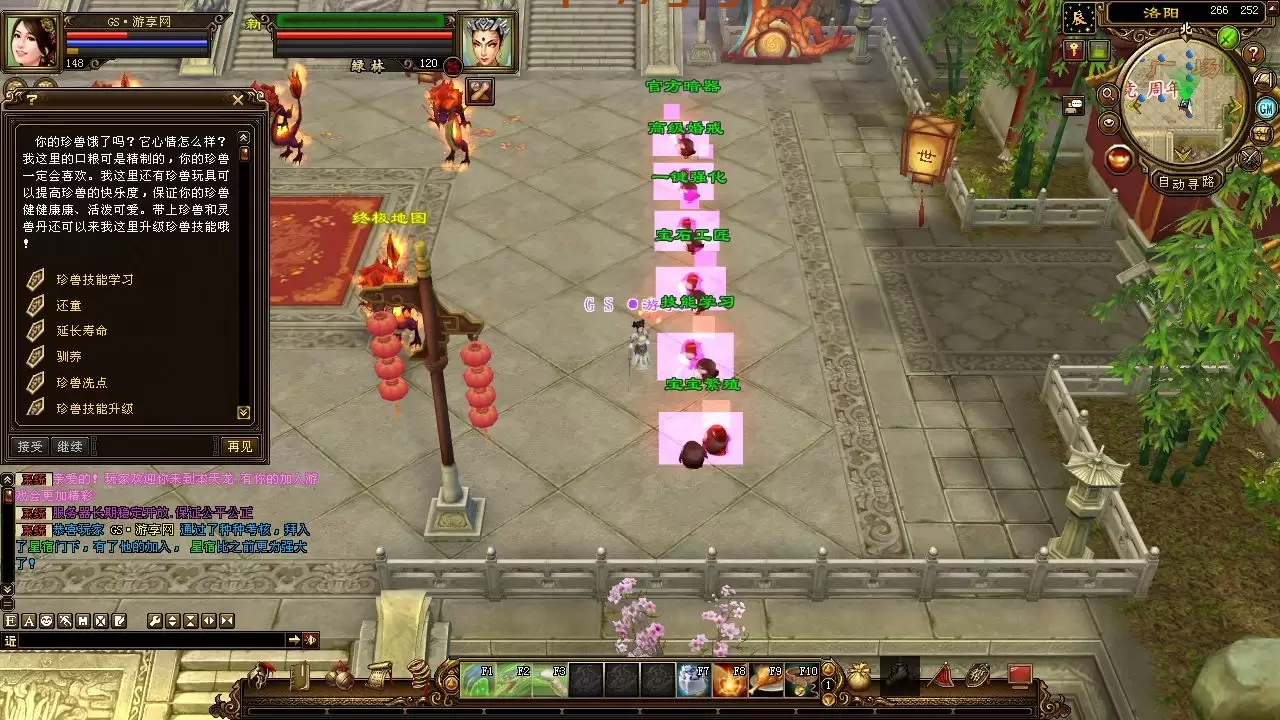 GS·游享网
148
新
绿林
120
辰
洛阳
266 252
北
GM
自动寻路
?
你的珍兽饿了吗？它心情怎么样？
我这里的口粮可是精制的，你的珍兽
一定会喜欢。我这里还有珍兽玩具可
以提高珍兽的快乐度，保证你的珍兽
健健康康、活泼可爱。带上珍兽和灵
兽丹还可以来我这里升级珍兽技能哦
！
珍兽技能学习
还童
延长寿命
驯养
珍兽洗点
珍兽技能升级
接受
继续
再见
官方暗器
高级婚戒
一键强化
宝石工匠
GS
游
技能学习
宝宝繁殖
终极地图
世
系统 亲爱的！玩家欢迎你来到本天龙 有你的加入游
戏会更加精彩
系统 服务器长期稳定开放.保证公平公正
系统 恭喜玩家 GS·游享网 通过了种种考核，拜入
了星宿门下，有了他的加入， 星宿比之前更为强大
了！
近
F1
F2
F3
F7
F8
F9
F10
1